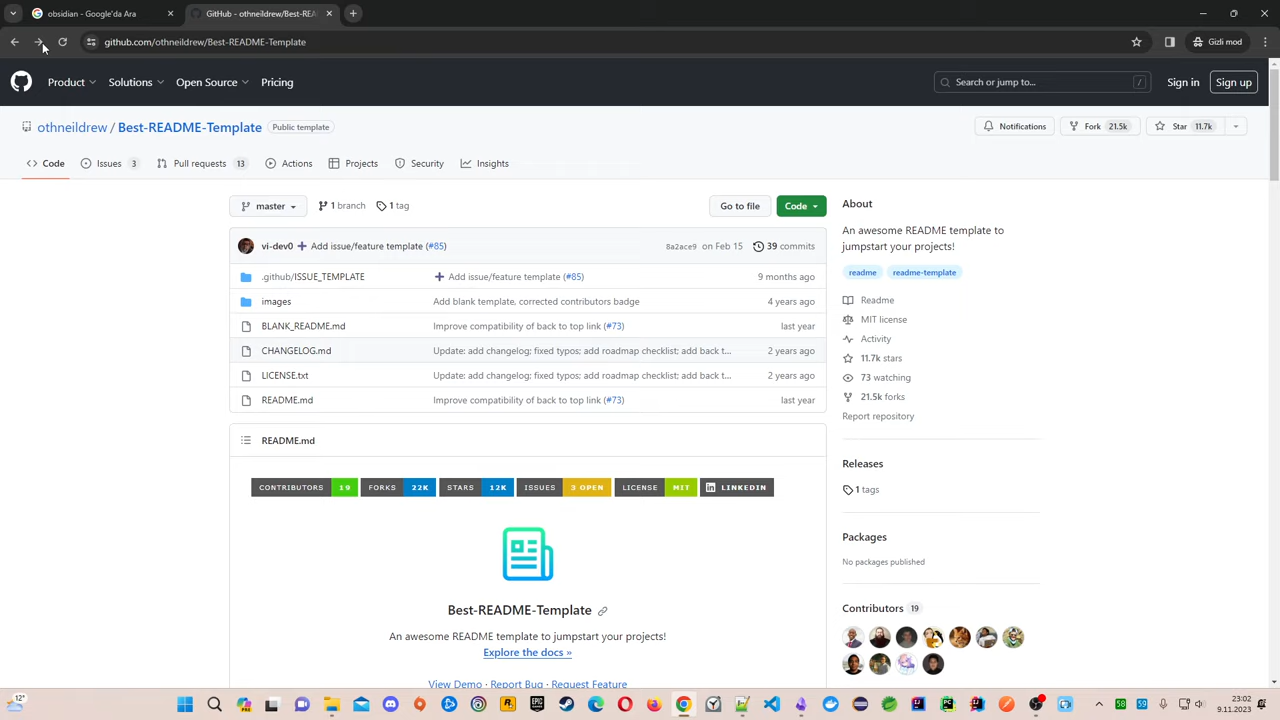 obsidian - Google'da Ara
GitHub - othneildrew/Best-REA
github.com/othneildrew/Best-README-Template
Gizli mod
Product
Solutions
Open Source
Pricing
Search or jump to...
/
Sign in
Sign up
othneildrew / Best-README-Template
Public template
Notifications
Fork 21.5k
Star 11.7k
Code
Issues 3
Pull requests 13
Actions
Projects
Security
Insights
master
1 branch
1 tag
Go to file
Code
vi-dev0 Add issue/feature template (#85) 8a2ace9 on Feb 15 39 commits
.github/ISSUE_TEMPLATE Add issue/feature template (#85) 9 months ago
images Add blank template, corrected contributors badge 4 years ago
BLANK_README.md Improve compatibility of back to top link (#73) last year
CHANGELOG.md Update: add changelog; fixed typos; add roadmap checklist; add back t... 2 years ago
LICENSE.txt Update: add changelog; fixed typos; add roadmap checklist; add back t... 2 years ago
README.md Improve compatibility of back to top link (#73) last year
README.md
CONTRIBUTORS 19 FORKS 22K STARS 12K ISSUES 3 OPEN LICENSE MIT LINKEDIN
Best-README-Template
An awesome README template to jumpstart your projects!
Explore the docs »
View Demo · Report Bug · Request Feature
About
An awesome README template to
jumpstart your projects!
readme
readme-template
Readme
MIT license
Activity
11.7k stars
73 watching
21.5k forks
Report repository
Releases
1 tags
Packages
No packages published
Contributors 19
12°
58
59
23:02
9.11.2023